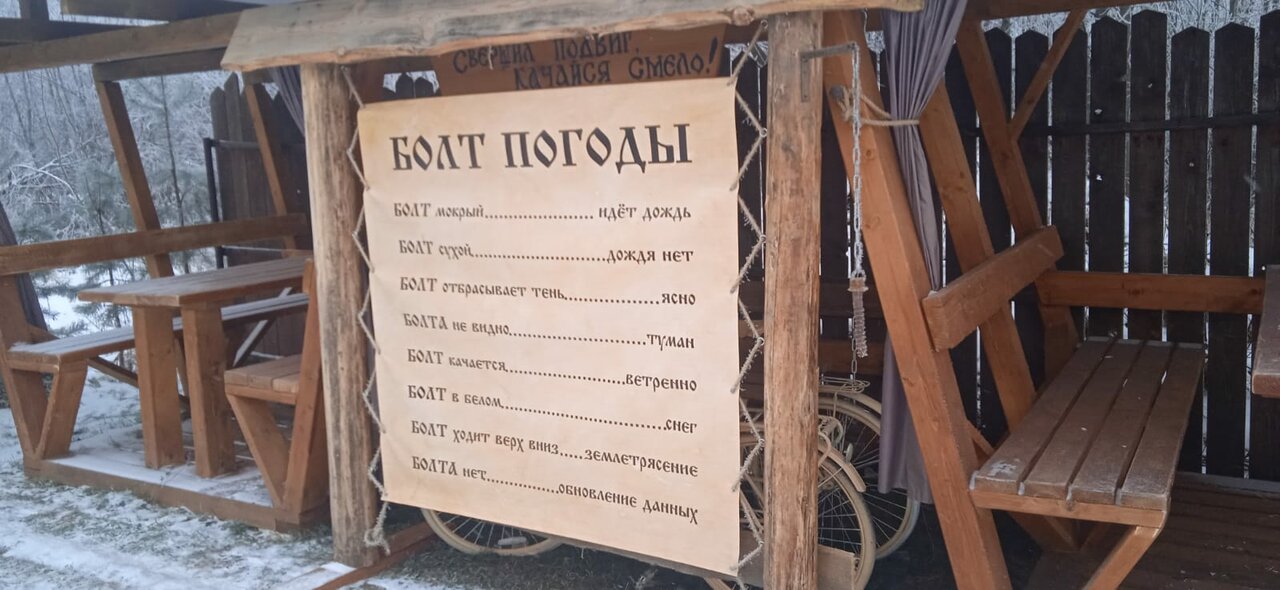 СВЕРШИЛ ПОДВИГ,
КАЧАЙСЯ СМЕЛО!
БОЛТ ПОГОДЫ
БОЛТ мокрый..................... идёт дождь
БОЛТ сухой..........................дождя нет
БОЛТ отбрасывает тень..................ясно
БОЛТА не видно..........................туман
БОЛТ качается.......................ветренно
БОЛТ в белом...............................снег
БОЛТ ходит верх вниз.....землетрясение
БОЛТА нет..............обновление данных